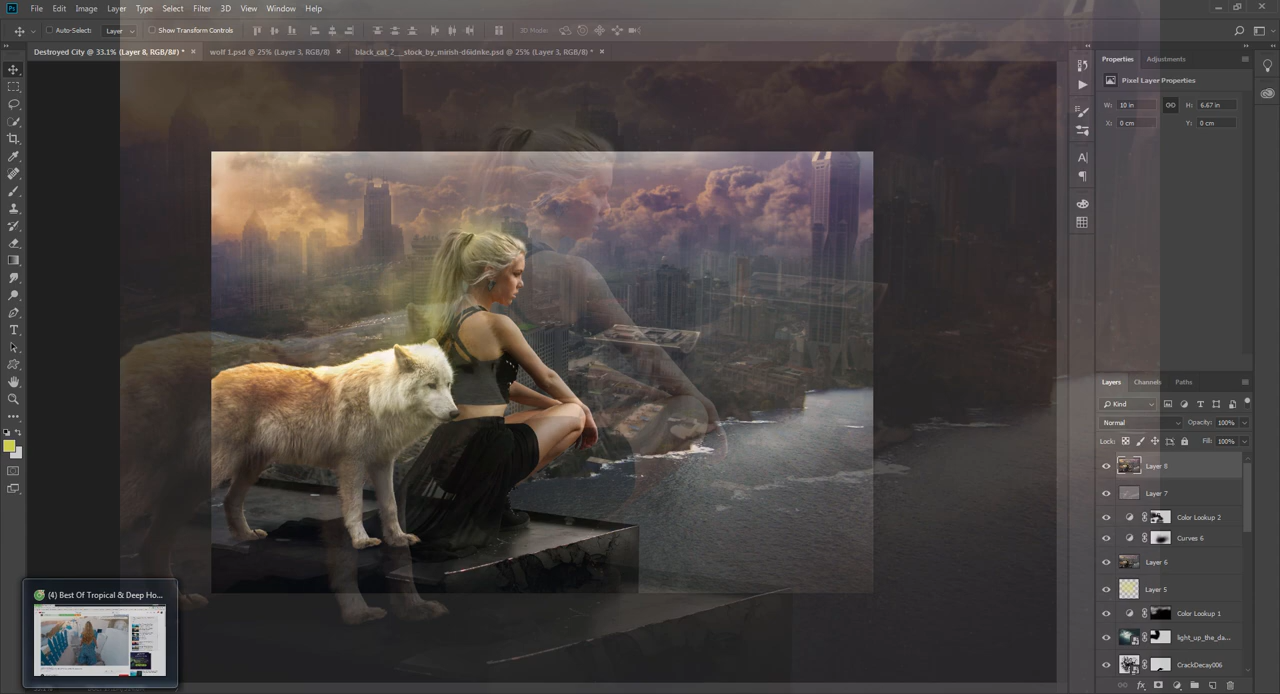 Ps File Edit Image Layer Type Select Filter 3D View Window Help
Auto-Select: Layer Show Transform Controls 3D Mode:
Destroyed City @ 33.1% (Layer 8, RGB/8#) * × wolf 1.psd @ 25% (Layer 3, RGB/8) × black_cat_2__stock_by_mirish-d6idnke.psd @ 25% (Layer 3, RGB/8) * ×
Properties Adjustments
Pixel Layer Properties
W: 10 in H: 6.67 in
X: 0 cm Y: 0 cm
Layers Channels Paths
Kind
Normal Opacity: 100%
Lock: Fill: 100%
Layer 8
Layer 7
Color Lookup 2
Curves 6
Layer 6
Layer 5
Color Lookup 1
light_up_the_da...
CrackDecay006
(4) Best Of Tropical & Deep Ho...